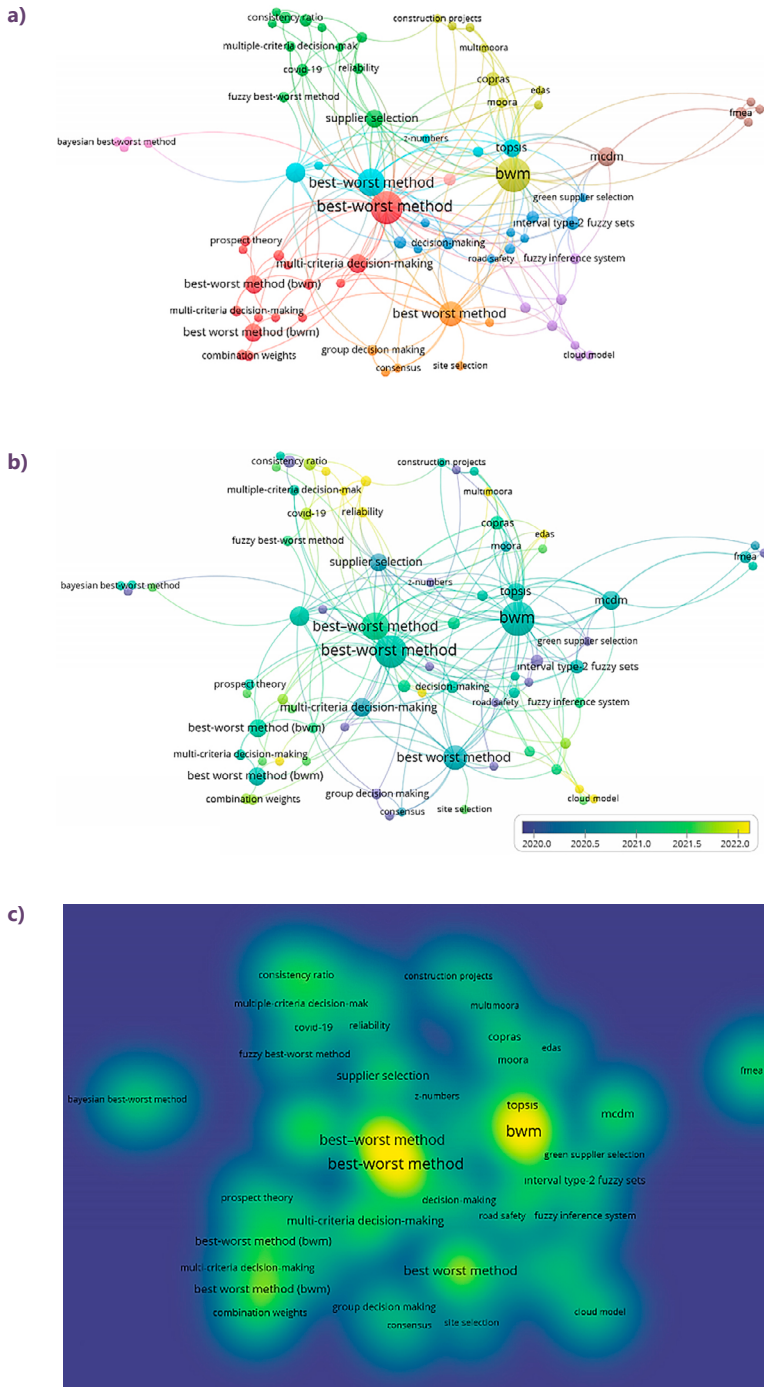 a)
consistency ratio
construction projects
multiple-criteria decision-mak
multimoora
covid-19
reliability
copras
edas
fuzzy best-worst method
moora
fmea
supplier selection
z-numbers
bayesian best-worst method
topsis
mcdm
bwm
best–worst method
green supplier selection
best-worst method
interval type-2 fuzzy sets
prospect theory
decision-making
road safety
fuzzy inference system
multi-criteria decision-making
best-worst method (bwm)
multi-criteria decision-making
best worst method
best worst method (bwm)
group decision making
combination weights
cloud model
site selection
consensus
b)
consistency ratio
construction projects
multiple-criteria decision-mak
multimoora
covid-19
reliability
copras
edas
fuzzy best-worst method
moora
fmea
supplier selection
z-numbers
bayesian best-worst method
topsis
mcdm
bwm
best–worst method
green supplier selection
best-worst method
interval type-2 fuzzy sets
prospect theory
decision-making
road safety
fuzzy inference system
multi-criteria decision-making
best-worst method (bwm)
multi-criteria decision-making
best worst method
best worst method (bwm)
group decision making
combination weights
cloud model
site selection
consensus
2020.0 2020.5 2021.0 2021.5 2022.0
c)
consistency ratio
construction projects
multiple-criteria decision-mak
multimoora
covid-19
reliability
copras
edas
fuzzy best-worst method
moora
fmea
supplier selection
z-numbers
bayesian best-worst method
topsis
mcdm
bwm
best–worst method
green supplier selection
best-worst method
interval type-2 fuzzy sets
prospect theory
decision-making
road safety
fuzzy inference system
multi-criteria decision-making
best-worst method (bwm)
multi-criteria decision-making
best worst method
best worst method (bwm)
group decision making
combination weights
cloud model
site selection
consensus